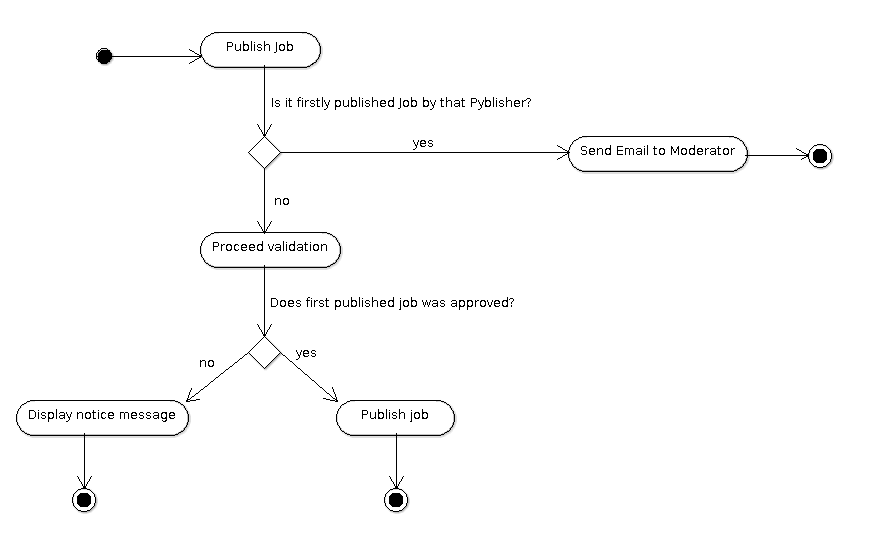 Publish Job
Is it firstly published Job by that Pyblisher?
yes
Send Email to Moderator
no
Proceed validation
Does first published job was approved?
no
yes
Display notice message
Publish job